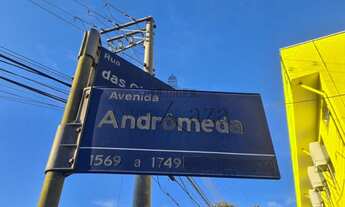 Rua
das
Avenida
Andrômeda
1569 a 1749